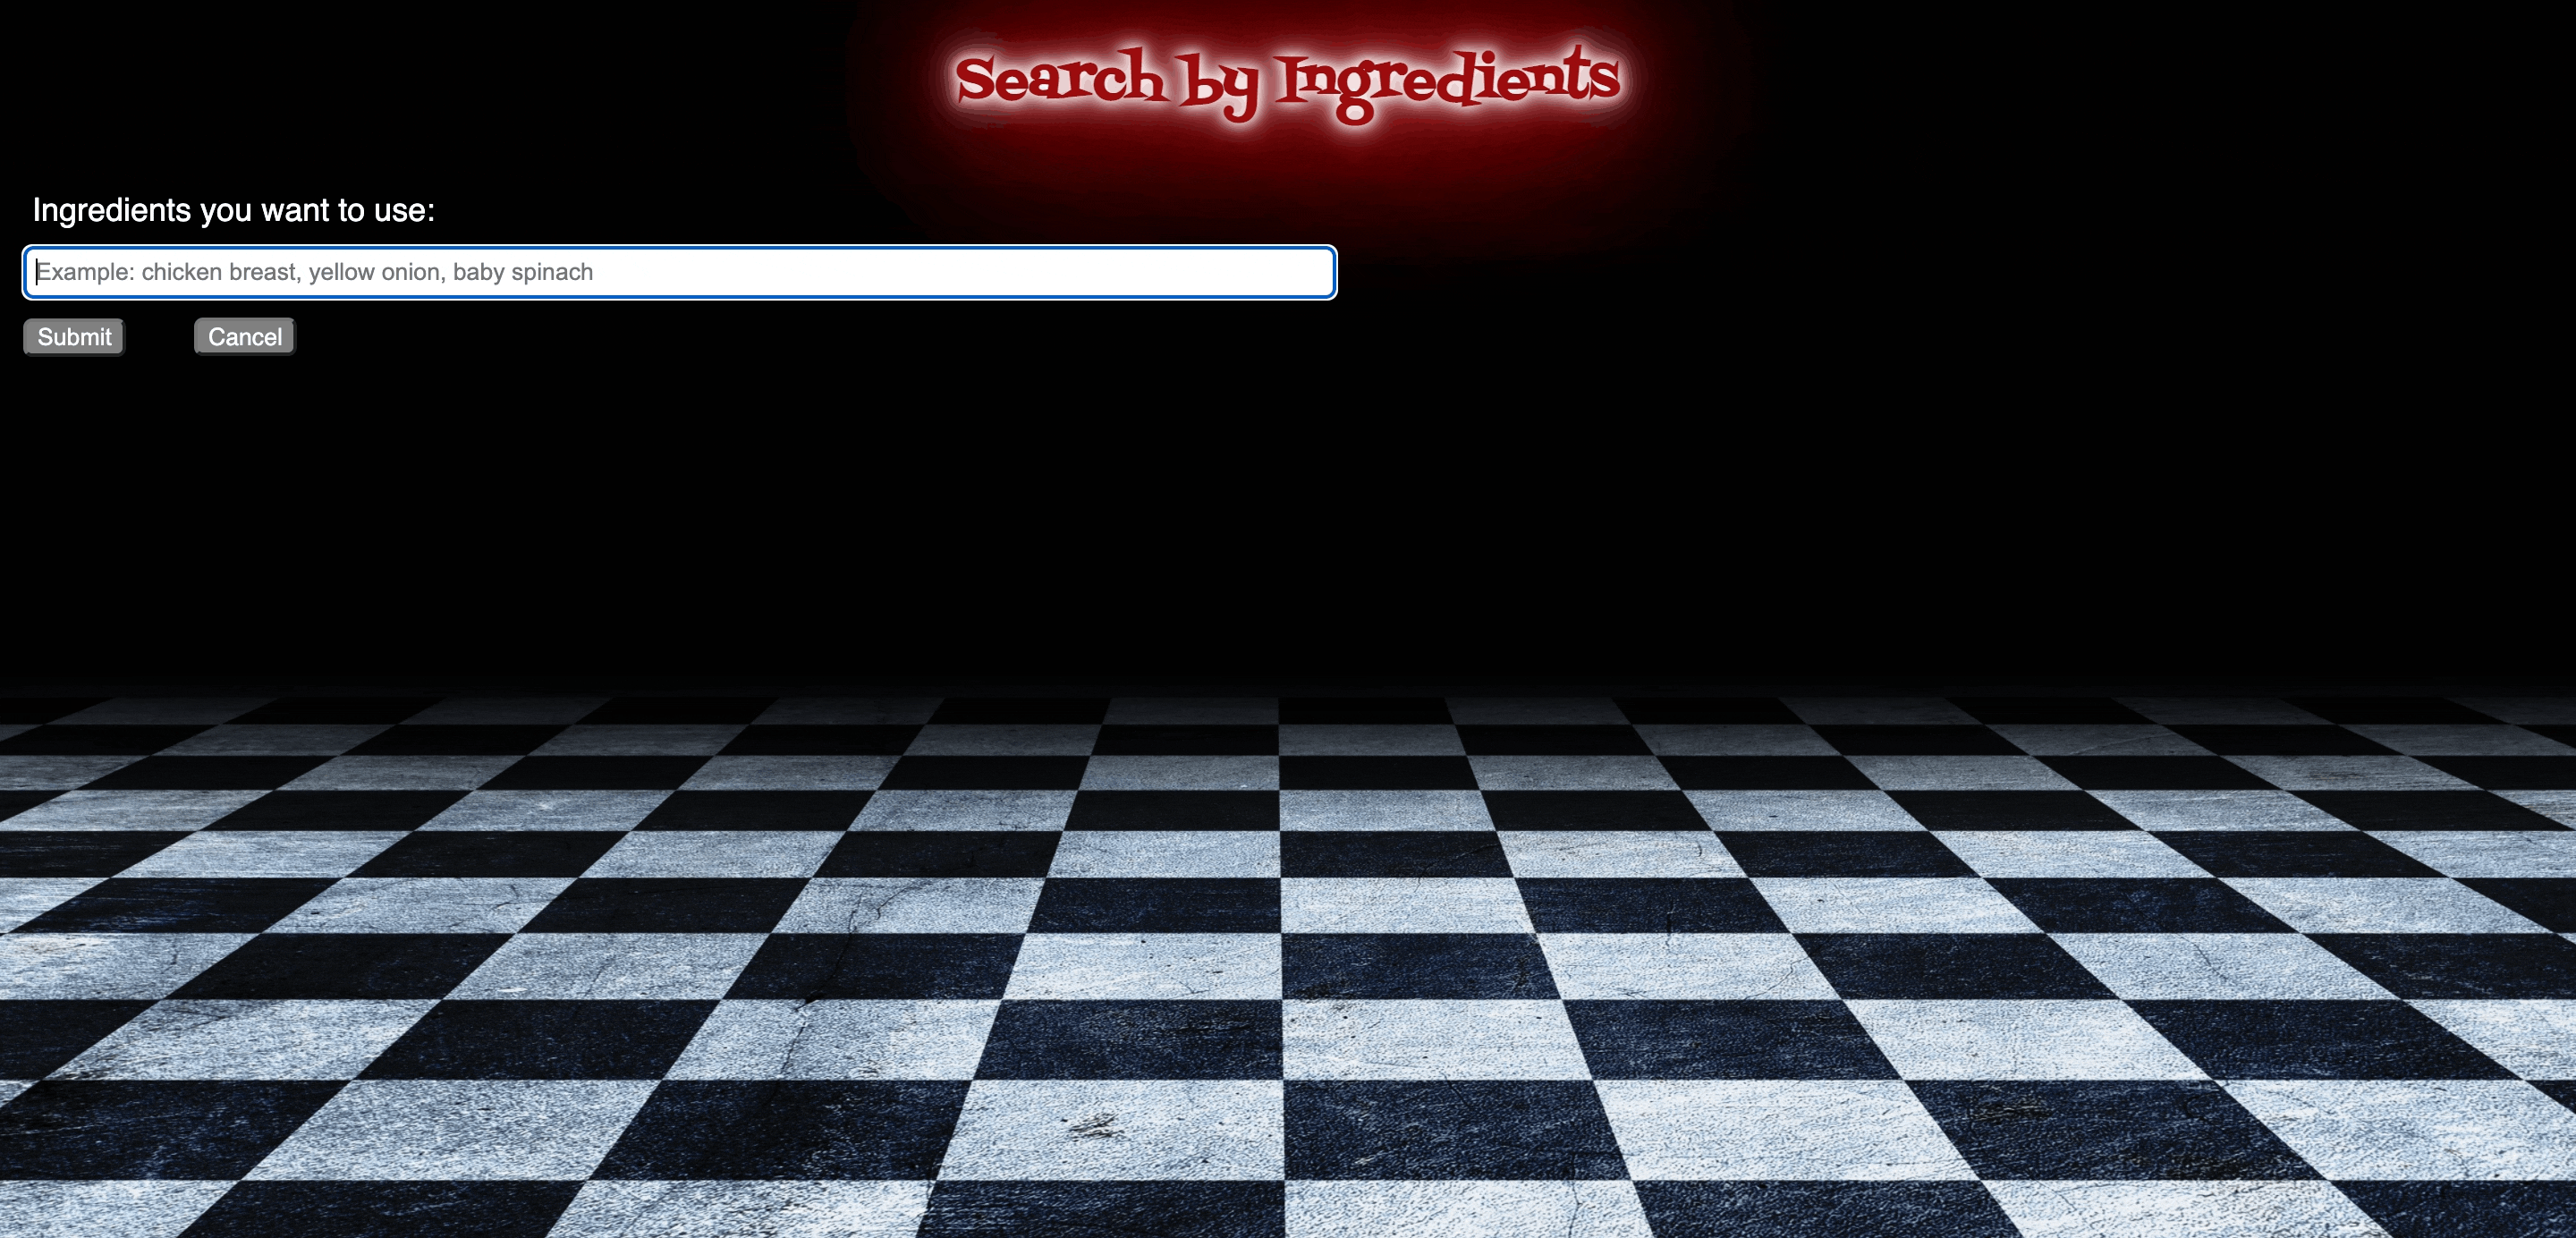 Search by Ingredients
Ingredients you want to use:
Example: chicken breast, yellow onion, baby spinach
Submit Cancel